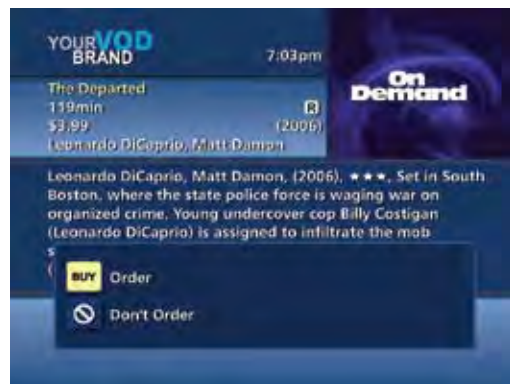 YOUR VOD
BRAND
7:03pm
On
Demand
The Departed
119min
R
$3.99
(2006)
Leonardo DiCaprio, Matt Damon
Leonardo DiCaprio, Matt Damon, (2006), ★★★, Set in South
Boston, where the state police force is waging war on
organized crime. Young undercover cop Billy Costigan
(Leonardo DiCaprio) is assigned to infiltrate the mob
BUY Order
Don't Order